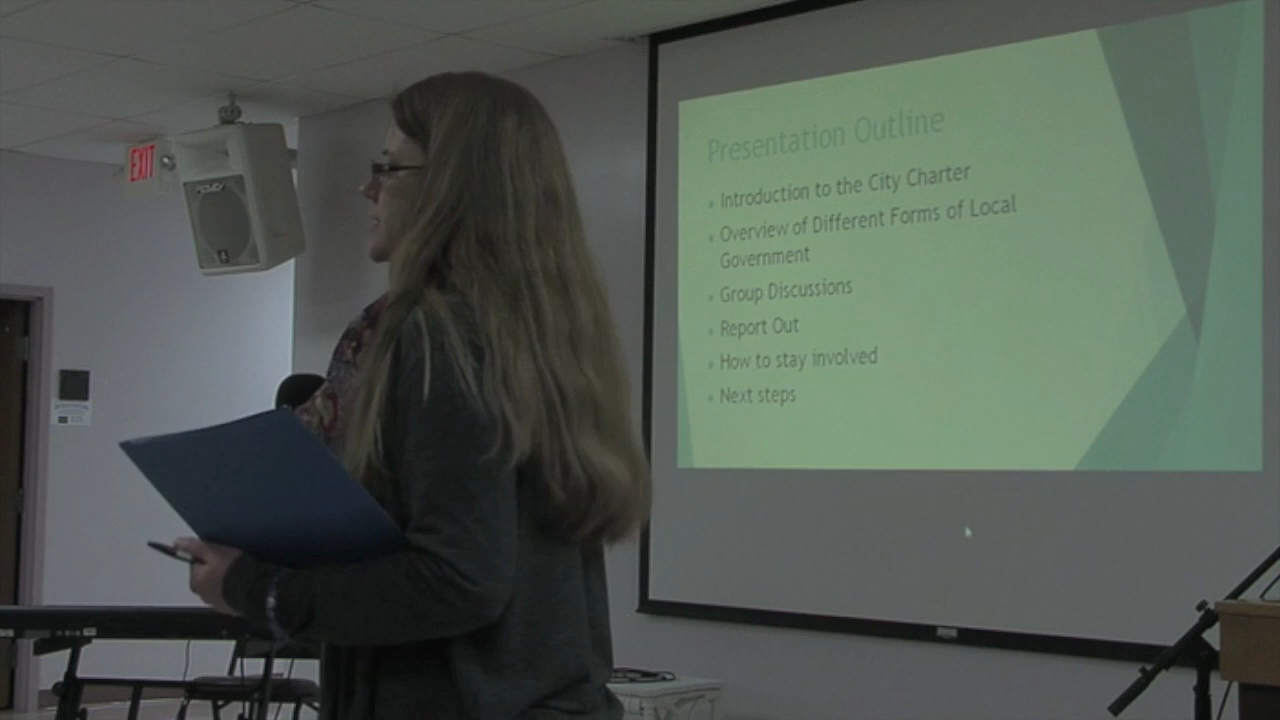 EXIT
PEAVEY
Presentation Outline
Introduction to the City Charter
Overview of Different Forms of Local
Government
Group Discussions
Report Out
How to stay involved
Next steps